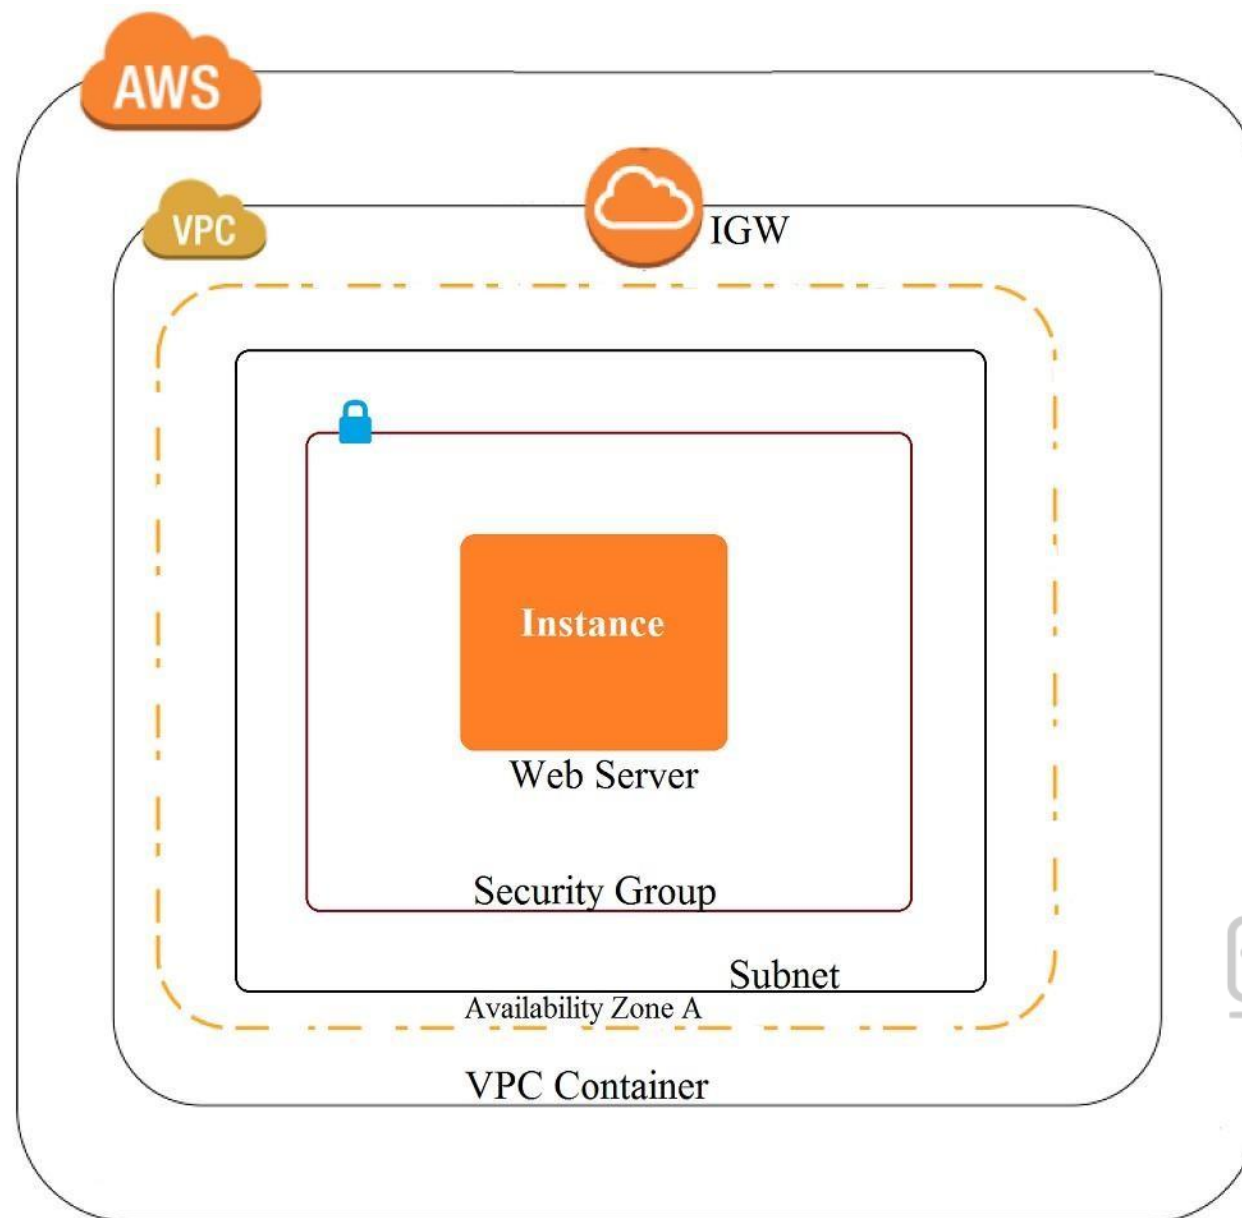 AWS
VPC
IGW
Instance
Web Server
Security Group
Subnet
Availability Zone A
VPC Container